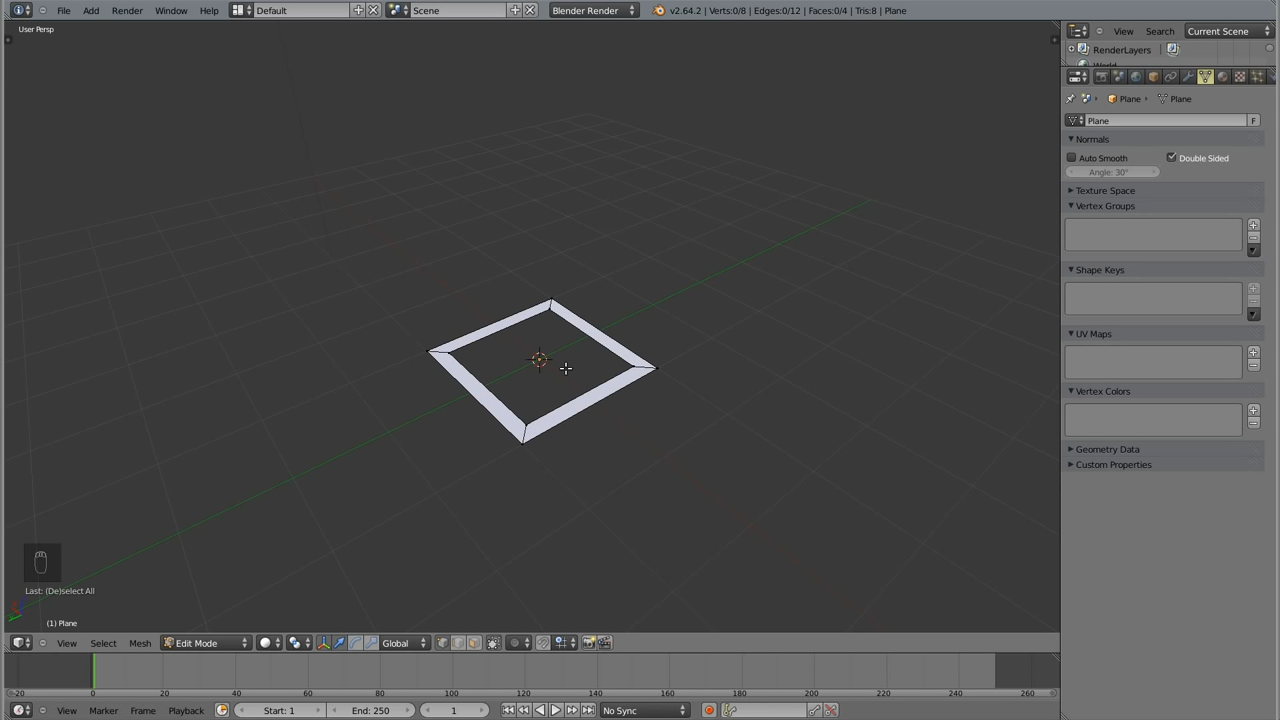 File Add Render Window Help Default Scene Blender Render v2.64.2 | Verts:0/8 | Edges:0/12 | Faces:0/4 | Tris:8 | Plane
User Persp
View Search Current Scene
RenderLayers
World
Plane Plane
Plane F
Normals
Auto Smooth Double Sided
Angle: 30°
Texture Space
Vertex Groups
Shape Keys
UV Maps
Vertex Colors
Geometry Data
Custom Properties
Last: (De)select All
(1) Plane
View Select Mesh Edit Mode Global
-20 0 20 40 60 80 100 120 140 160 180 200 220 240 260
View Marker Frame Playback Start: 1 End: 250 1 No Sync